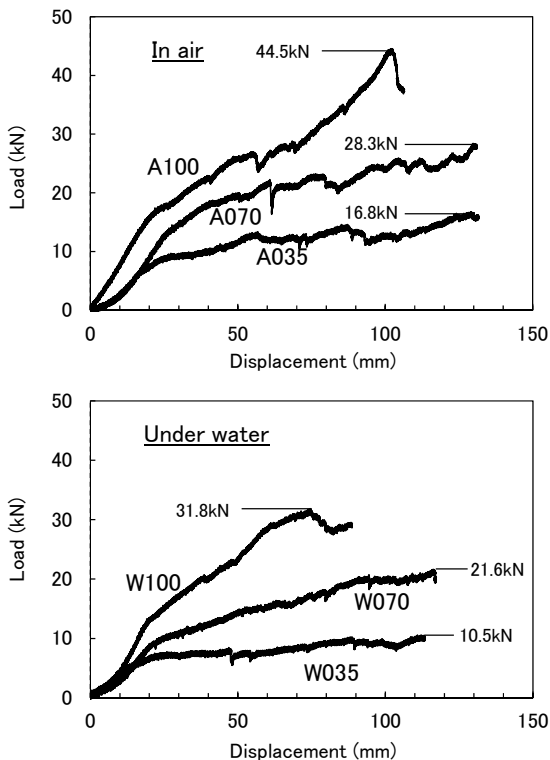 50
In air
44.5kN
40
Load (kN)
30
28.3kN
A100
20
16.8kN
A070
10
A035
0
0 50 100 150
Displacement (mm)
50
Under water
40
Load (kN)
31.8kN
30
W100
21.6kN
20
W070
10
10.5kN
W035
0
0 50 100 150
Displacement (mm)